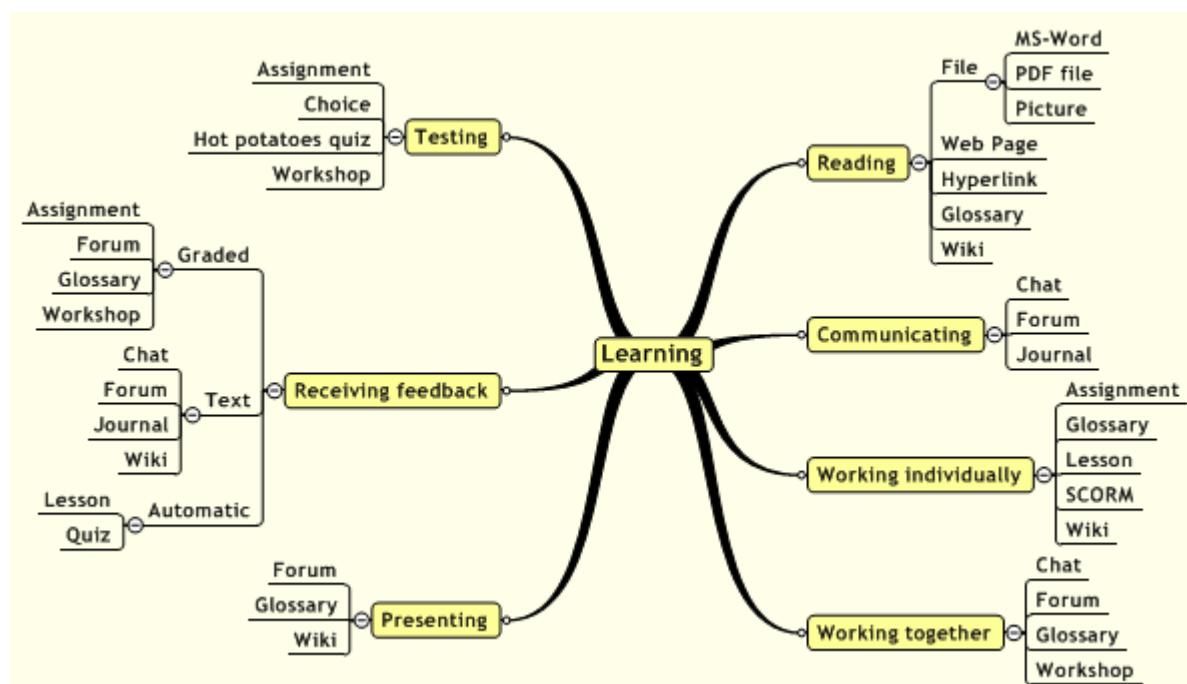 Learning
Testing
Assignment
Choice
Hot potatoes quiz
Workshop
Receiving feedback
Graded
Assignment
Forum
Glossary
Workshop
Text
Chat
Forum
Journal
Wiki
Automatic
Lesson
Quiz
Presenting
Forum
Glossary
Wiki
Reading
File
MS-Word
PDF file
Picture
Web Page
Hyperlink
Glossary
Wiki
Communicating
Chat
Forum
Journal
Working individually
Assignment
Glossary
Lesson
SCORM
Wiki
Working together
Chat
Forum
Glossary
Workshop